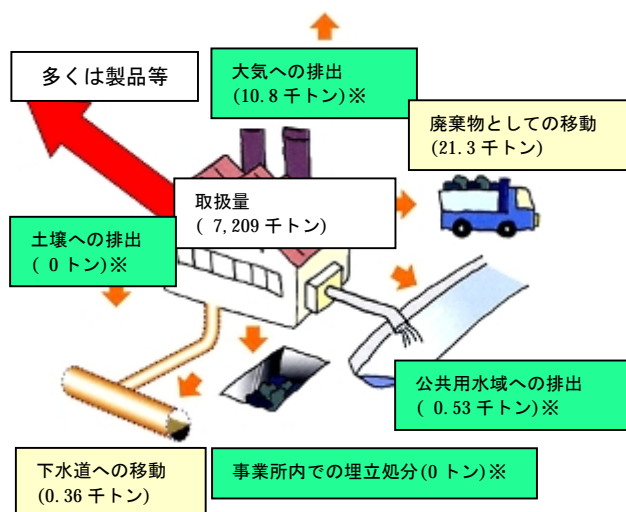 多くは製品等
大気への排出
(10.8 千トン)※
廃棄物としての移動
(21.3 千トン)
取扱量
( 7,209 千トン)
土壌への排出
( 0 トン)※
公共用水域への排出
( 0.53 千トン)※
下水道への移動
(0.36 千トン)
事業所内での埋立処分(0 トン)※